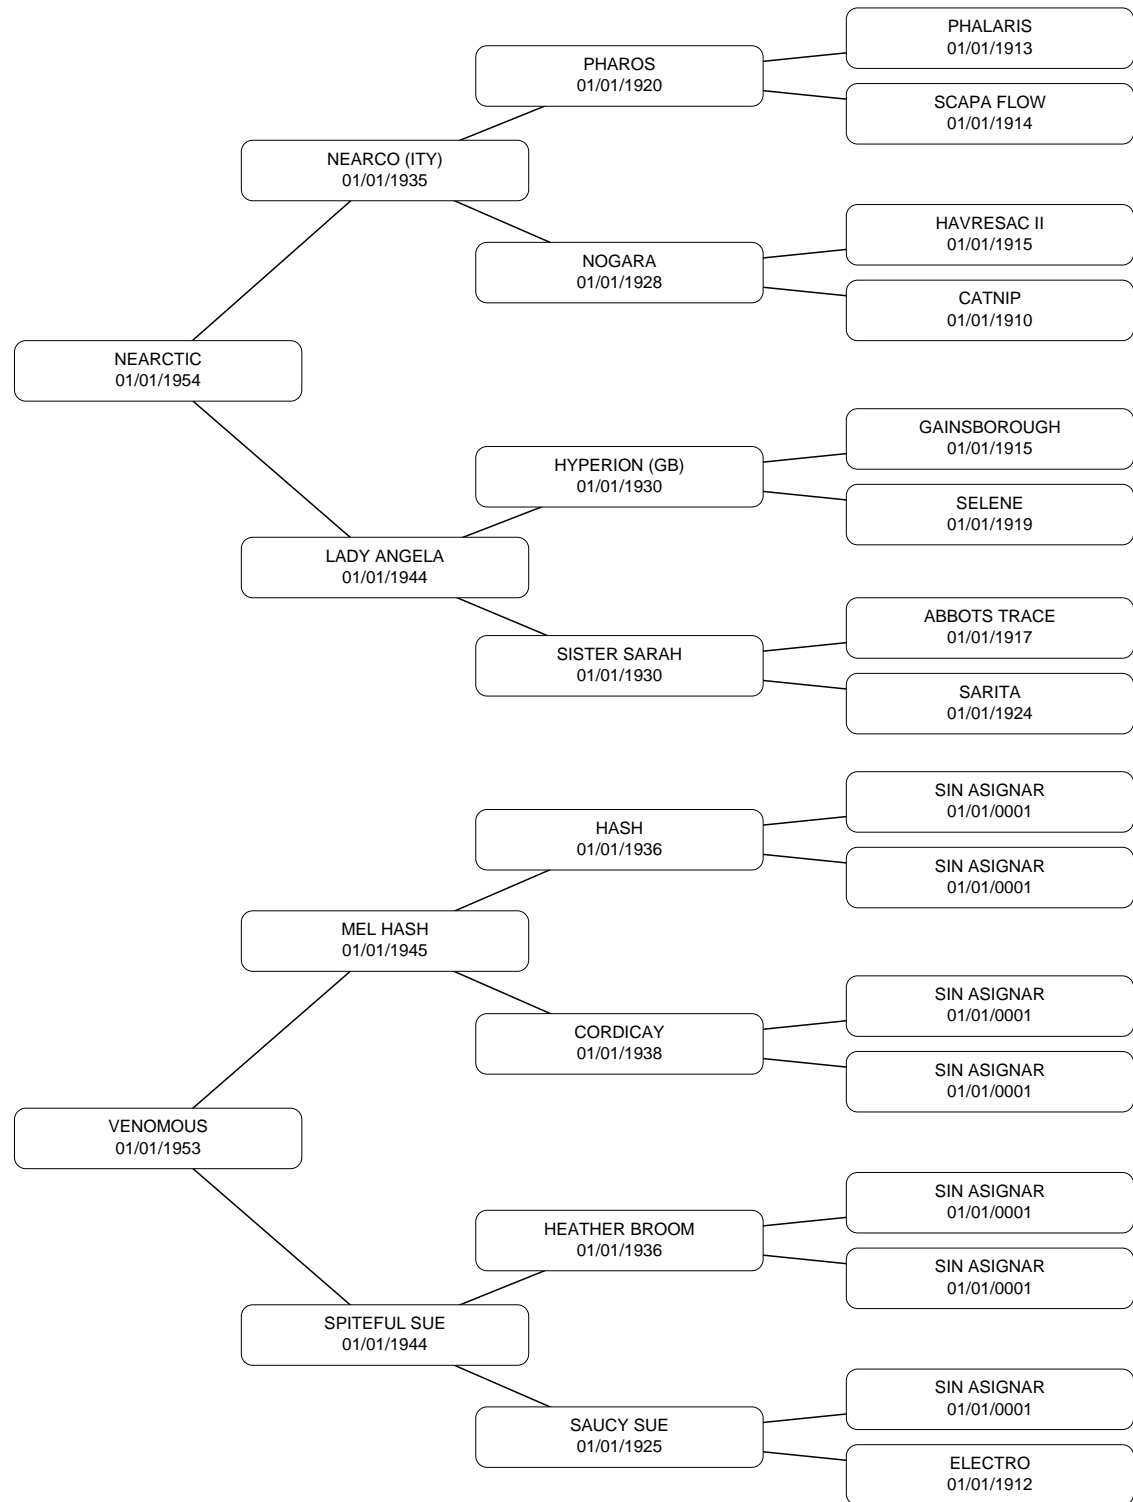 PHALARIS
01/01/1913
PHAROS
01/01/1920
SCAPA FLOW
01/01/1914
NEARCO (ITY)
01/01/1935
HAVRESAC II
01/01/1915
NOGARA
01/01/1928
CATNIP
01/01/1910
NEARCTIC
01/01/1954
GAINSBOROUGH
01/01/1915
HYPERION (GB)
01/01/1930
SELENE
01/01/1919
LADY ANGELA
01/01/1944
ABBOTS TRACE
01/01/1917
SISTER SARAH
01/01/1930
SARITA
01/01/1924
SIN ASIGNAR
01/01/0001
HASH
01/01/1936
SIN ASIGNAR
01/01/0001
MEL HASH
01/01/1945
SIN ASIGNAR
01/01/0001
CORDICAY
01/01/1938
SIN ASIGNAR
01/01/0001
VENOMOUS
01/01/1953
SIN ASIGNAR
01/01/0001
HEATHER BROOM
01/01/1936
SIN ASIGNAR
01/01/0001
SPITEFUL SUE
01/01/1944
SIN ASIGNAR
01/01/0001
SAUCY SUE
01/01/1925
ELECTRO
01/01/1912